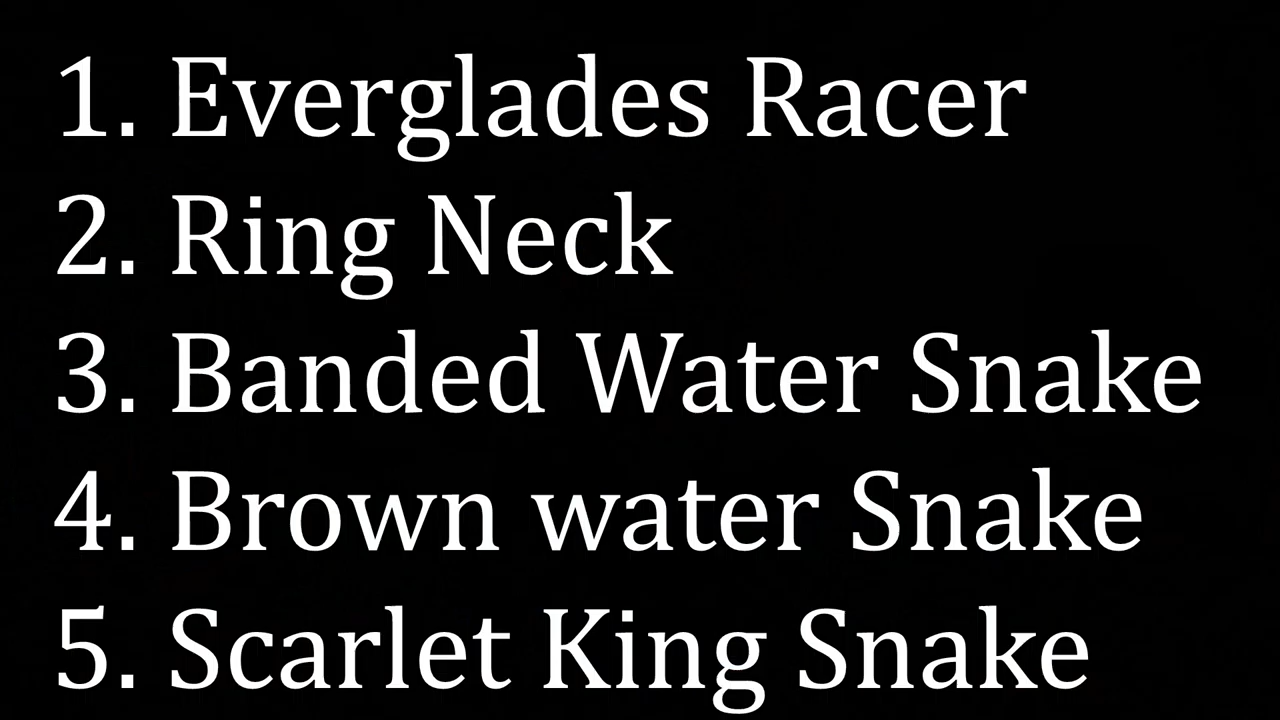 1. Everglades Racer
2. Ring Neck
3. Banded Water Snake
4. Brown water Snake
5. Scarlet King Snake